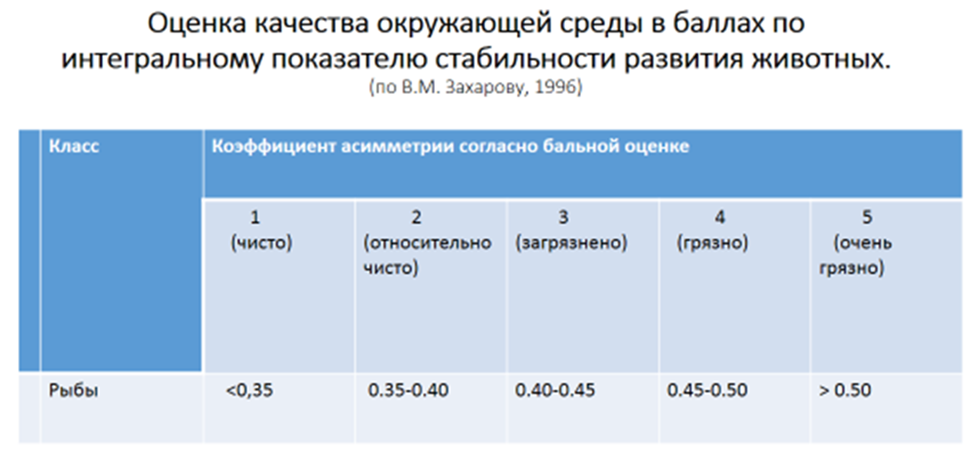 Оценка качества окружающей среды в баллах по
интегральному показателю стабильности развития животных.
(по В.М. Захарову, 1996)
Класс
Коэффициент асимметрии согласно бальной оценке
1
(чисто)
2
(относительно
чисто)
3
(загрязнено)
4
(грязно)
5
(очень
грязно)
Рыбы
<0,35
0.35-0.40
0.40-0.45
0.45-0.50
> 0.50